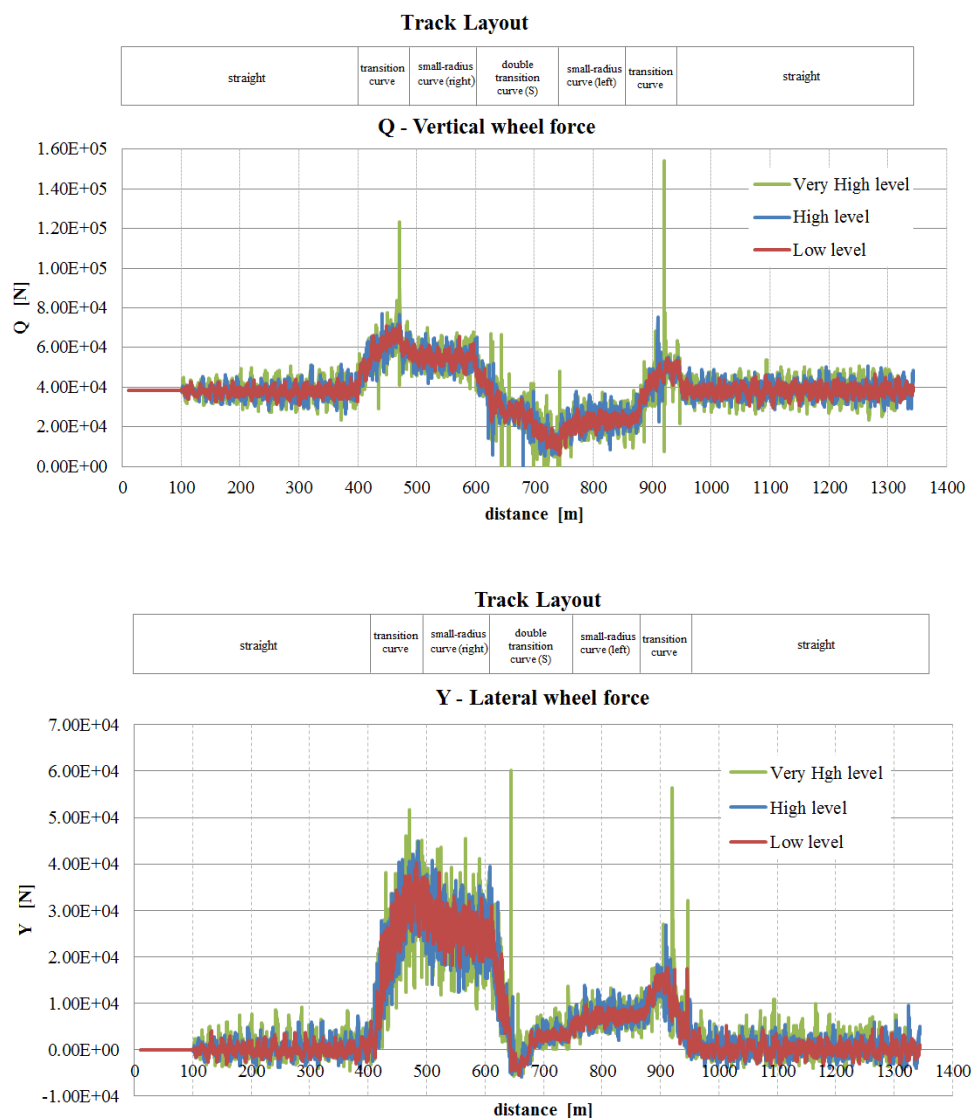 Track Layout
straight
transition
curve
small-radius
curve (right)
double
transition
curve (S)
small-radius
curve (left)
transition
curve
straight
Q - Vertical wheel force
1.60E+05
1.40E+05
1.20E+05
1.00E+05
8.00E+04
6.00E+04
4.00E+04
2.00E+04
0.00E+00
Q [N]
Very High level
High level
Low level
0 100 200 300 400 500 600 700 800 900 1000 1100 1200 1300 1400
distance [m]
Track Layout
straight
transition
curve
small-radius
curve (right)
double
transition
curve (S)
small-radius
curve (left)
transition
curve
straight
Y - Lateral wheel force
7.00E+04
6.00E+04
5.00E+04
4.00E+04
3.00E+04
2.00E+04
1.00E+04
0.00E+00
-1.00E+04
Y [N]
Very Hgh level
High level
Low level
0 100 200 300 400 500 600 700 800 900 1000 1100 1200 1300 1400
distance [m]